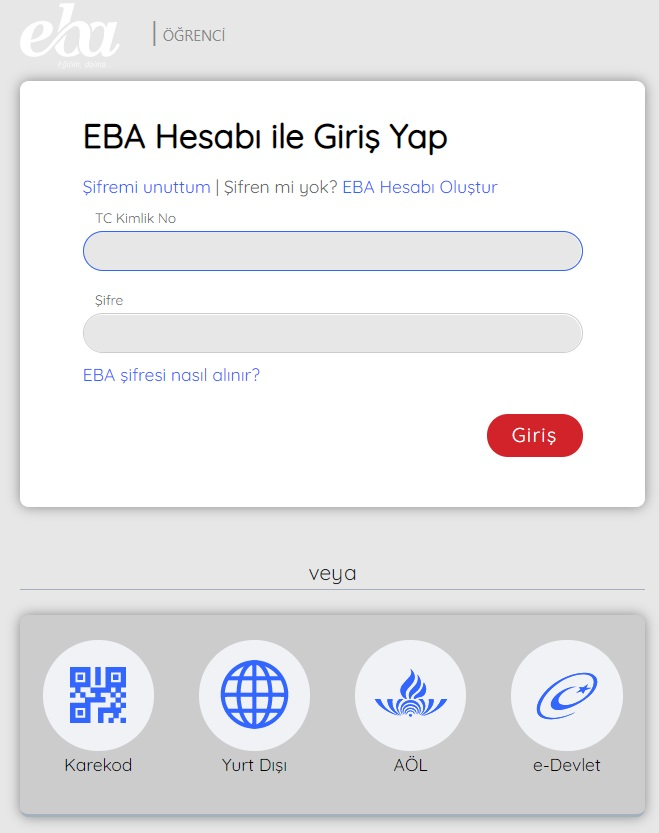 eba
eğitim, daima...
| ÖĞRENCİ
EBA Hesabı ile Giriş Yap
Şifremi unuttum | Şifren mi yok? EBA Hesabı Oluştur
TC Kimlik No
Şifre
EBA şifresi nasıl alınır?
Giriş
veya
Karekod
Yurt Dışı
AÖL
e-Devlet